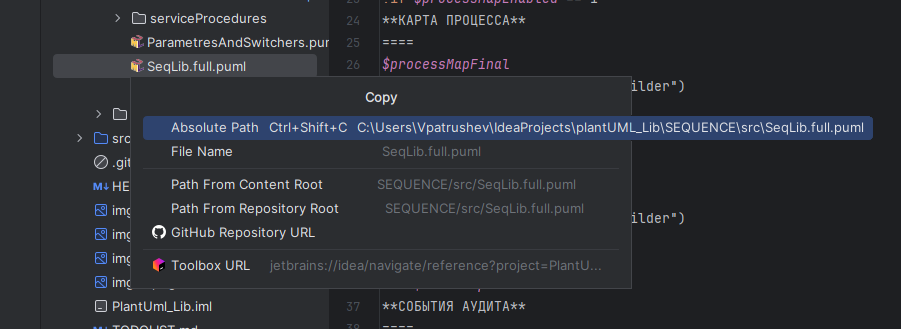 serviceProcedures
ParametresAndSwitchers.pum
SeqLib.full.puml
24 **КАРТА ПРОЦЕССА**
25 ====
26 $processMapFinal
ilder")
Copy
Absolute Path Ctrl+Shift+C C:\Users\Vpatrushev\IdeaProjects\plantUML_Lib\SEQUENCE\src\SeqLib.full.puml
File Name SeqLib.full.puml
Path From Content Root SEQUENCE/src/SeqLib.full.puml
Path From Repository Root SEQUENCE/src/SeqLib.full.puml
ilder")
GitHub Repository URL
Toolbox URL jetbrains://idea/navigate/reference?project=PlantU...
src
.git
HE
img
img
img
img
PlantUml_Lib.iml
37 **СОБЫТИЯ АУДИТА**
TODOLIST.md
38 ====